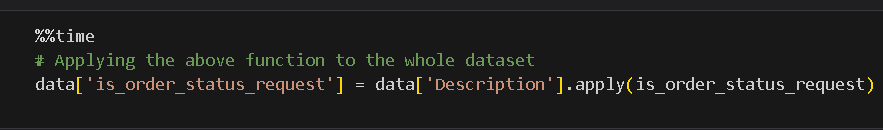 %%time
# Applying the above function to the whole dataset
data['is_order_status_request'] = data['Description'].apply(is_order_status_request)